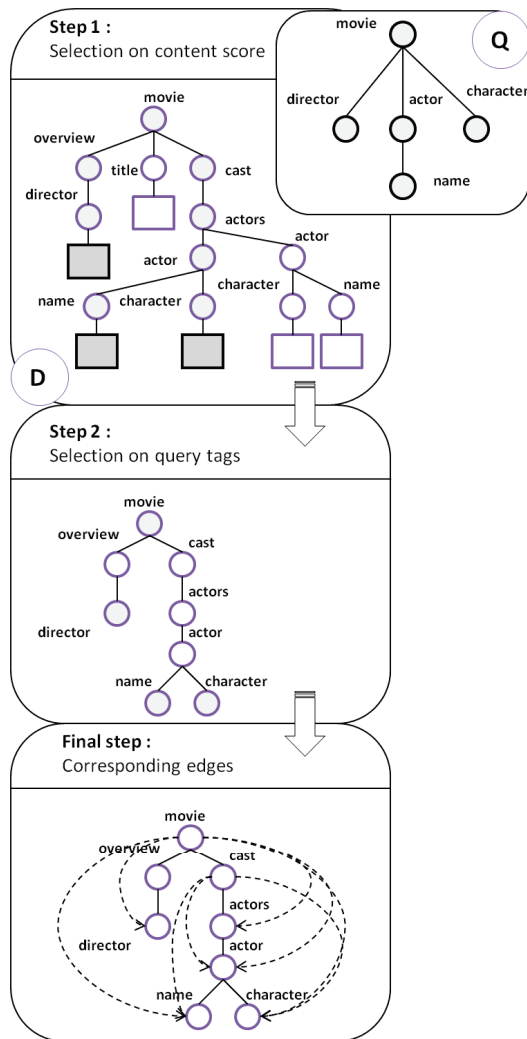 Step 1 :
Selection on content score
Q
movie
director
actor
character
name
movie
overview
title
cast
director
actors
actor
actor
name
character
character
name
D
Step 2 :
Selection on query tags
movie
overview
cast
actors
director
actor
name
character
Final step :
Corresponding edges
movie
overview
cast
actors
director
actor
name
character